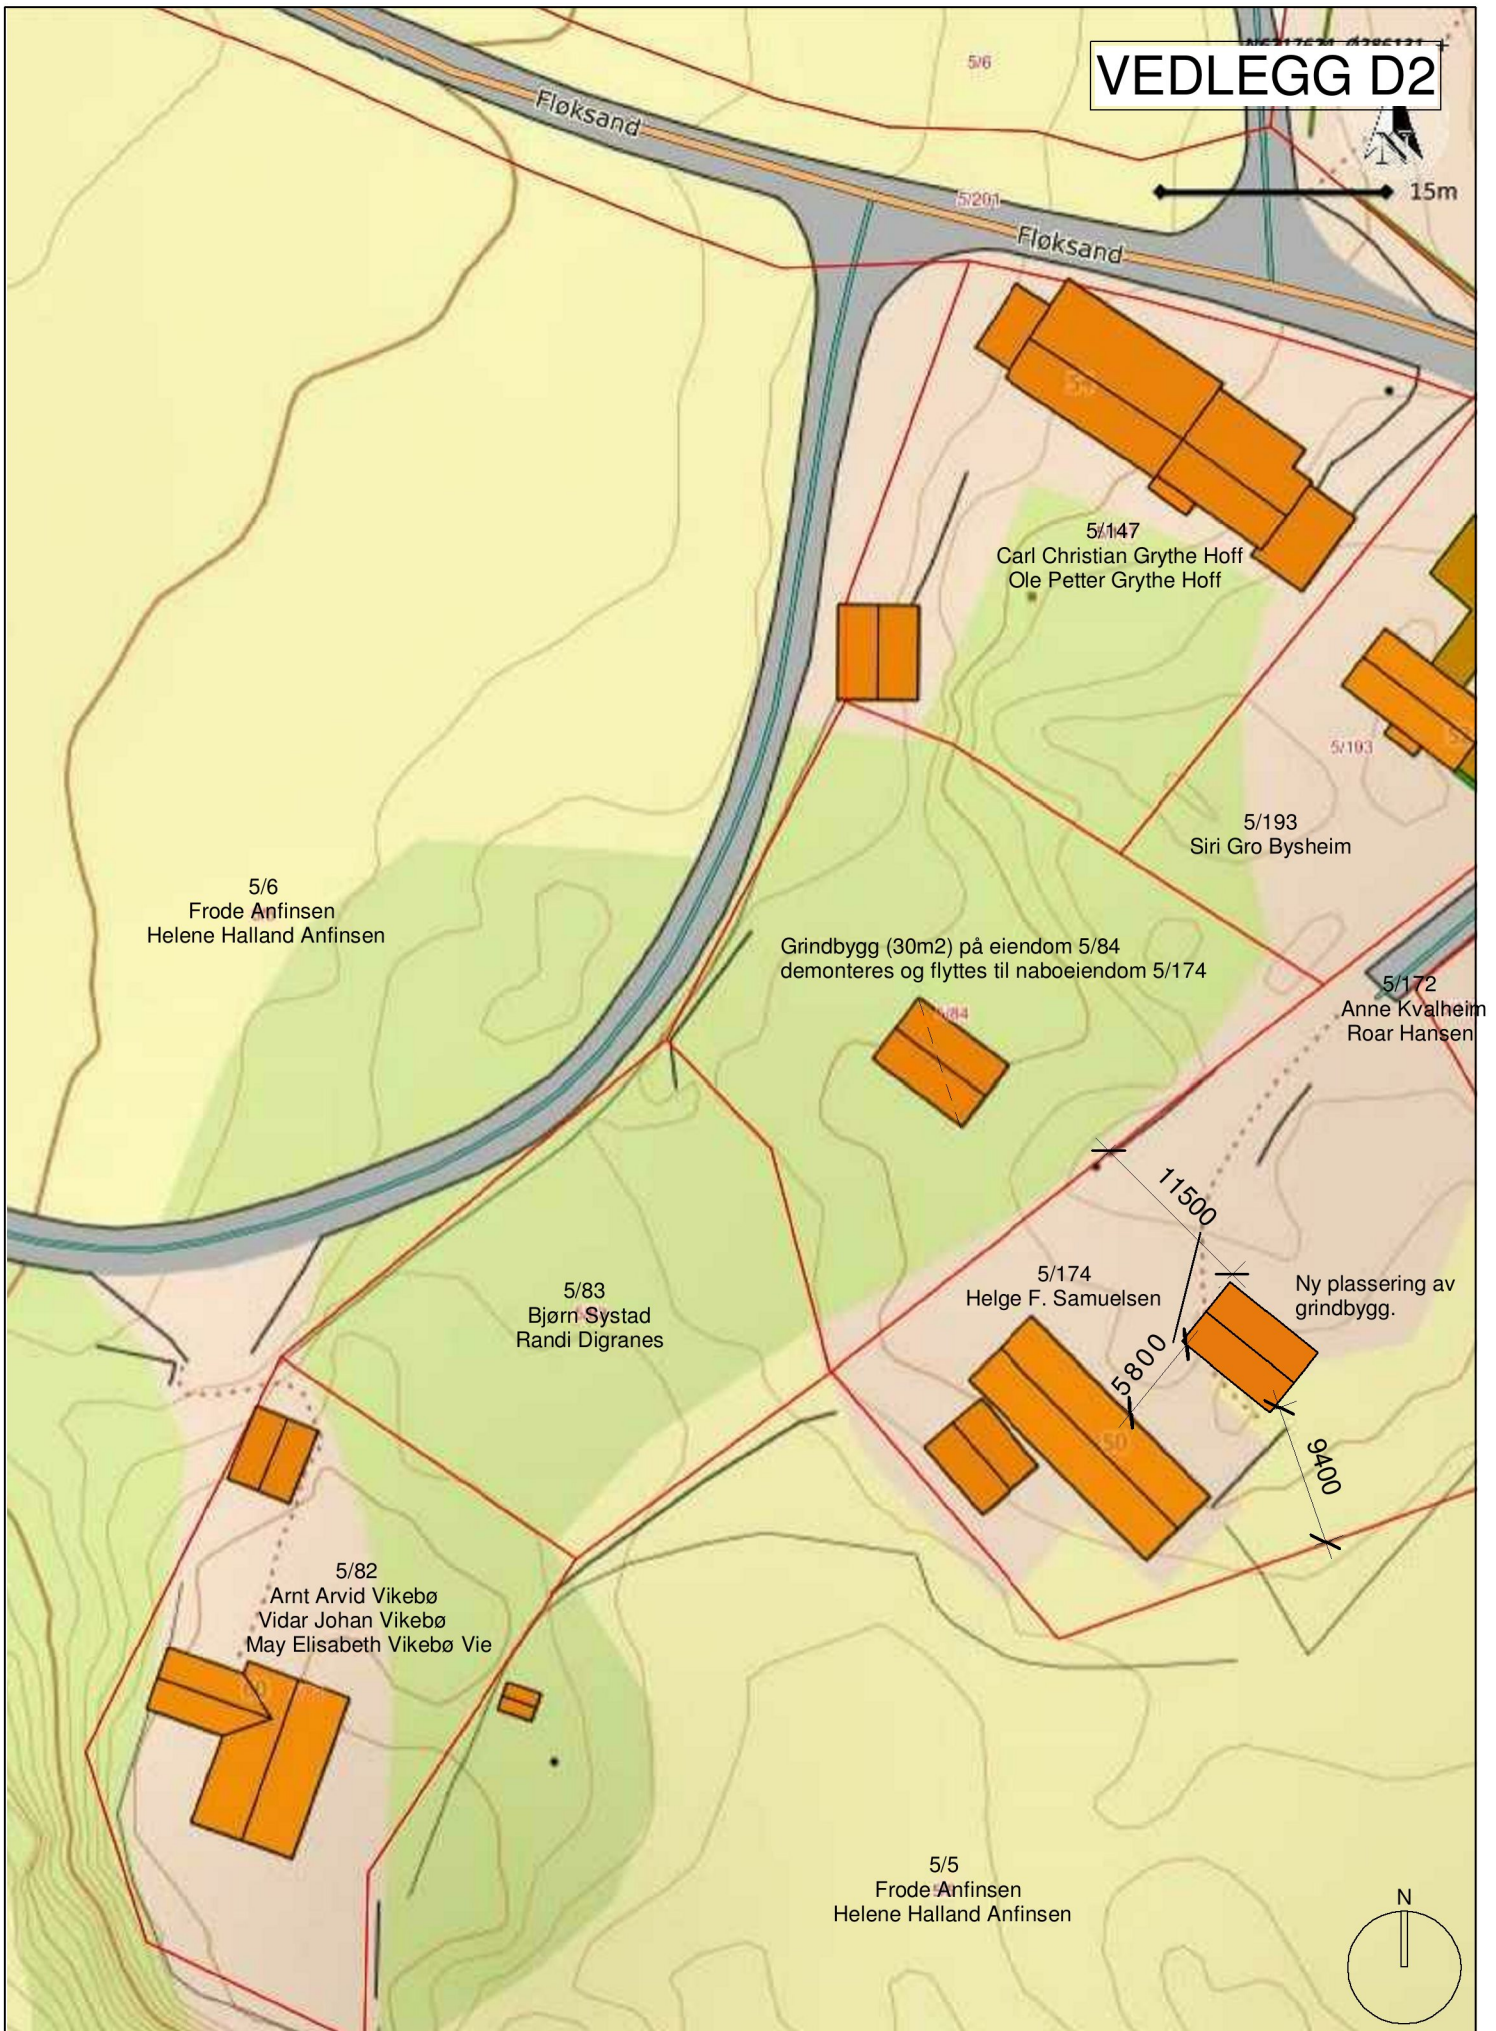 5/6
VEDLEGG D2
N
15m
Fløksand
5/201
Fløksand
5/147
Carl Christian Grythe Hoff
Ole Petter Grythe Hoff
5/193
5/193
Siri Gro Bysheim
5/6
Frode Anfinsen
Helene Halland Anfinsen
Grindbygg (30m2) på eiendom 5/84
demonteres og flyttes til naboeiendom 5/174
5/84
5/172
Anne Kvalheim
Roar Hansen
11500
5/174
Helge F. Samuelsen
Ny plassering av
grindbygg.
5/83
Bjørn Systad
Randi Digranes
5800
50
9400
5/82
Arnt Arvid Vikebø
Vidar Johan Vikebø
May Elisabeth Vikebø Vie
60
5/5
Frode Anfinsen
Helene Halland Anfinsen
N